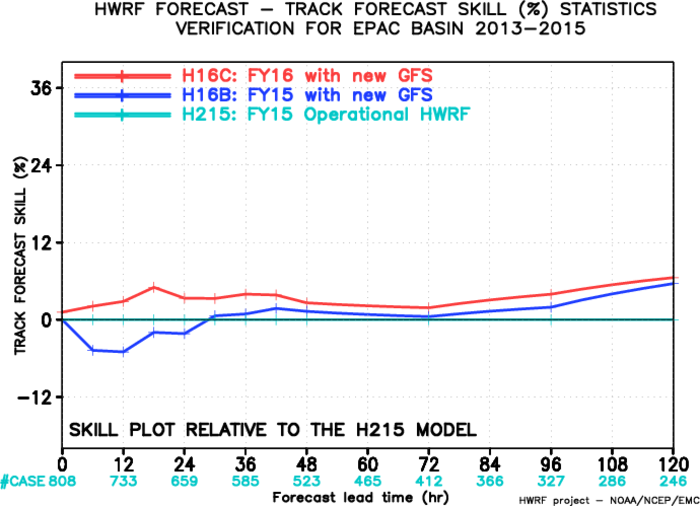 HWRF FORECAST – TRACK FORECAST SKILL (%) STATISTICS
VERIFICATION FOR EPAC BASIN 2013–2015
H16C: FY16 with new GFS
H16B: FY15 with new GFS
H215: FY15 Operational HWRF
TRACK FORECAST SKILL (%)
36
24
12
0
–12
SKILL PLOT RELATIVE TO THE H215 MODEL
0 12 24 36 48 60 72 84 96 108 120
#CASE 808 733 659 585 523 465 412 366 327 286 246
Forecast lead time (hr)
HWRF project – NOAA/NCEP/EMC